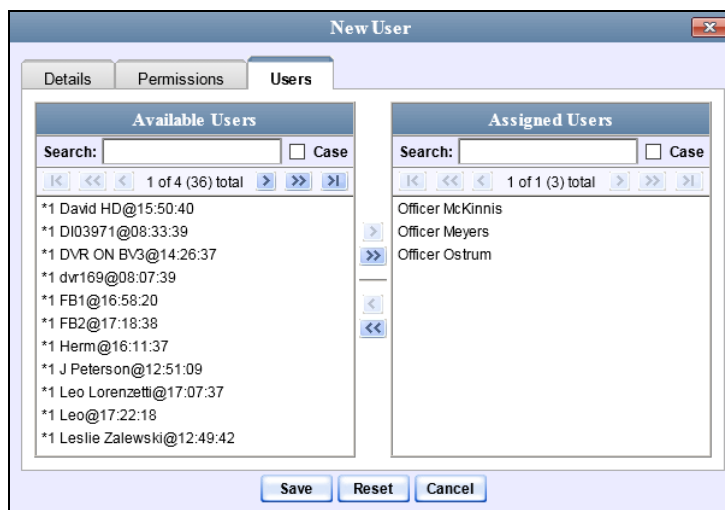 New User
Details Permissions Users
Available Users
Search: Case
1 of 4 (36) total
*1 David HD@15:50:40
*1 DI03971@08:33:39
*1 DVR ON BV3@14:26:37
*1 dvr169@08:07:39
*1 FB1@16:58:20
*1 FB2@17:18:38
*1 Herm@16:11:37
*1 J Peterson@12:51:09
*1 Leo Lorenzetti@17:07:37
*1 Leo@17:22:18
*1 Leslie Zalewski@12:49:42
Assigned Users
Search: Case
1 of 1 (3) total
Officer McKinnis
Officer Meyers
Officer Ostrum
Save Reset Cancel